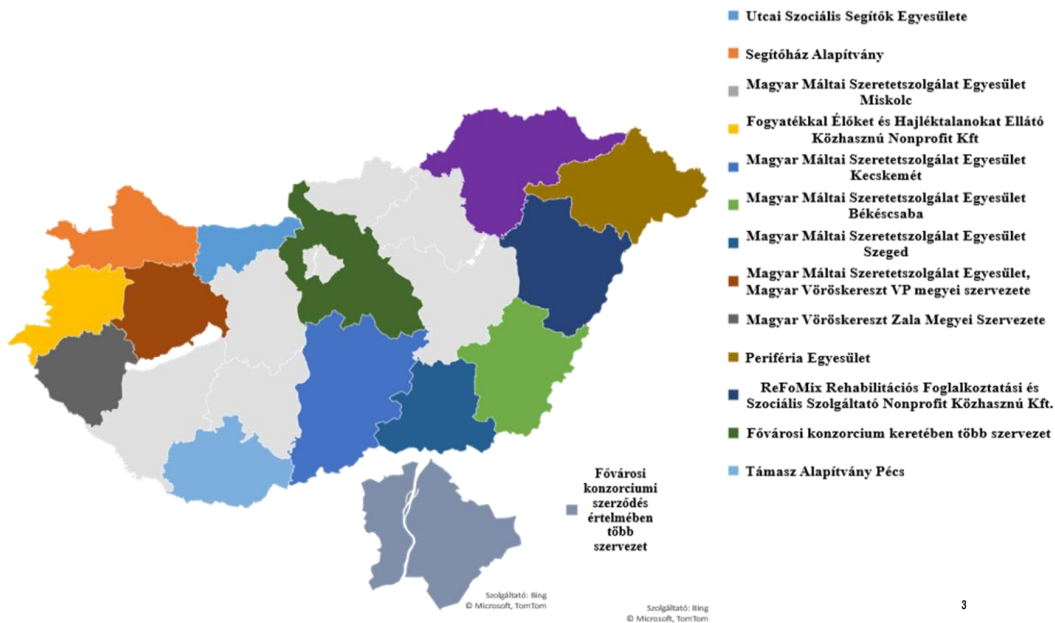 Utcai Szociális Segítők Egyesülete
Segítőház Alapítvány
Magyar Máltai Szeretetszolgálat Egyesület
Miskolc
Fogyatékkal Élőket és Hajléktalanokat Ellátó
Közhasznú Nonprofit Kft
Magyar Máltai Szeretetszolgálat Egyesület
Kecskemét
Magyar Máltai Szeretetszolgálat Egyesület
Békéscsaba
Magyar Máltai Szeretetszolgálat Egyesület
Szeged
Magyar Máltai Szeretetszolgálat Egyesület,
Magyar Vöröskereszt VP megyei szervezete
Magyar Vöröskereszt Zala Megyei Szervezete
Periféria Egyesület
ReFoMix Rehabilitációs Foglalkoztatási és
Szociális Szolgáltató Nonprofit Közhasznú Kft.
Fővárosi konzorcium keretében több szervezet
Támasz Alapítvány Pécs
Fővárosi
konzorciumi
szerződés
értelmében
több
szervezet
Szolgáltató: Bing
© Microsoft, TomTom
Szolgáltató: Bing
© Microsoft, TomTom
3